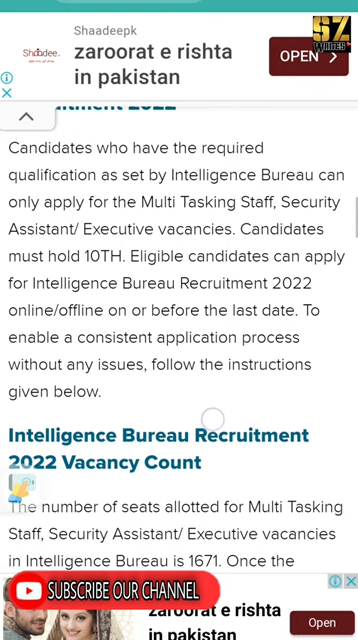 Shaadeepk
Shaadee.
zaroorat e rishta
in pakistan
OPEN
SZ
WRITES
2022
Candidates who have the required
qualification as set by Intelligence Bureau can
only apply for the Multi Tasking Staff, Security
Assistant/ Executive vacancies. Candidates
must hold 10TH. Eligible candidates can apply
for Intelligence Bureau Recruitment 2022
online/offline on or before the last date. To
enable a consistent application process
without any issues, follow the instructions
given below.
Intelligence Bureau Recruitment
2022 Vacancy Count
The number of seats allotted for Multi Tasking
Staff, Security Assistant/ Executive vacancies
in Intelligence Bureau is 1671. Once the
SUBSCRIBE OUR CHANNEL
zaroorat e rishta
in pakistan
Open